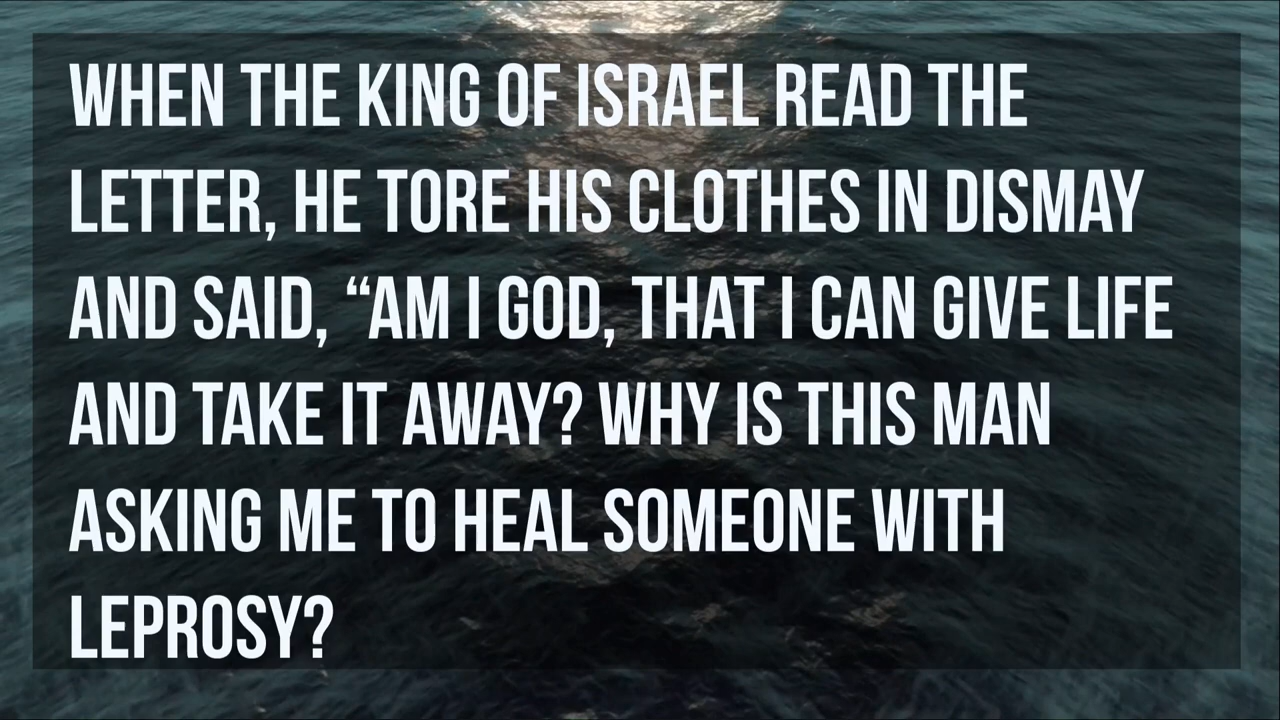 WHEN THE KING OF ISRAEL READ THE
LETTER, HE TORE HIS CLOTHES IN DISMAY
AND SAID, “AM I GOD, THAT I CAN GIVE LIFE
AND TAKE IT AWAY? WHY IS THIS MAN
ASKING ME TO HEAL SOMEONE WITH
LEPROSY?